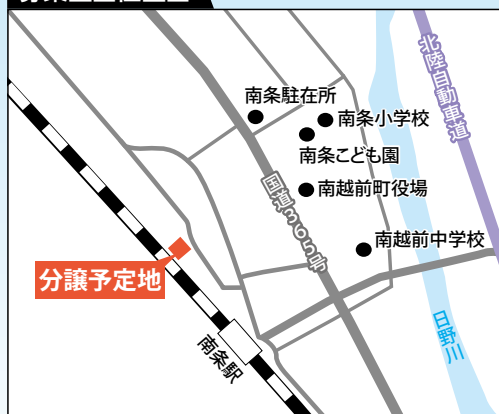 南条駐在所
南条小学校
南条こども園
南越前町役場
南越前中学校
国道365号
北陸自動車道
日野川
分譲予定地
南条駅